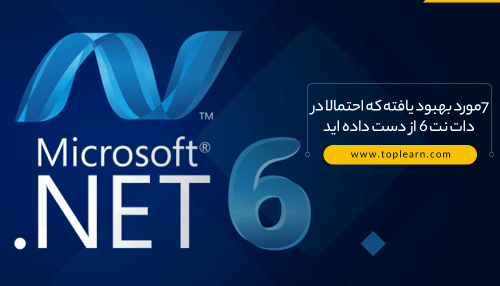 TM
Microsoft®
.NET 6
7مورد بهبود یافته که احتمالا در
دات نت 6 از دست داده اید
www.toplearn.com